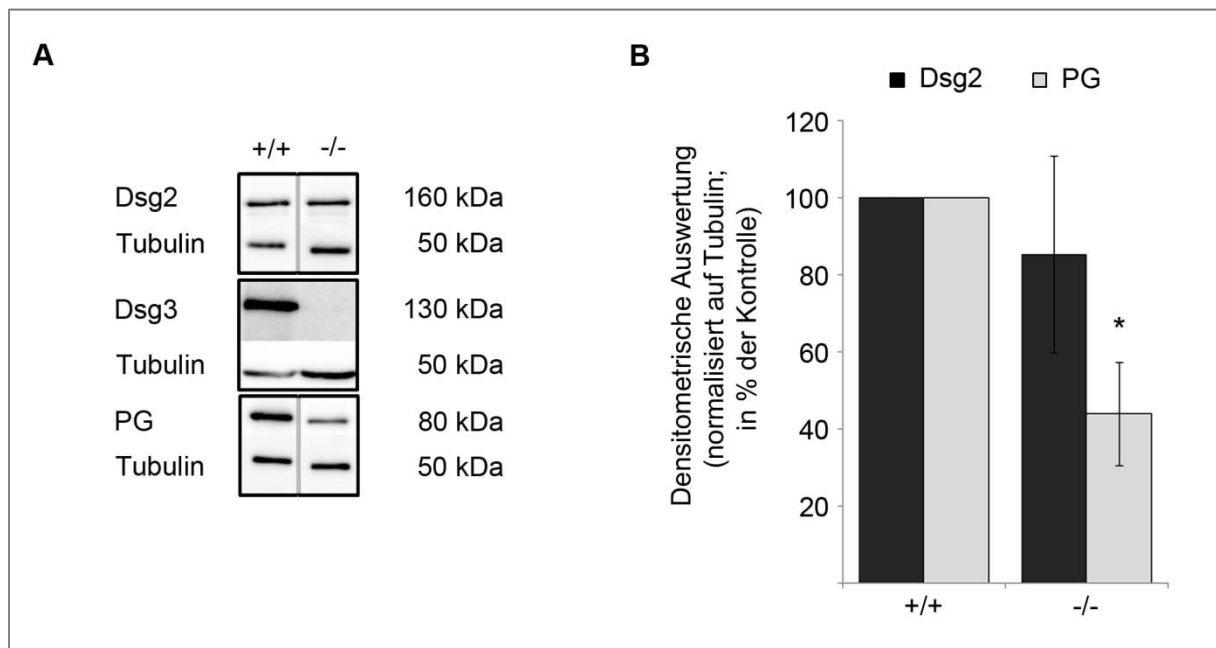 A
+/+ -/-
Dsg2 160 kDa
Tubulin 50 kDa
Dsg3 130 kDa
Tubulin 50 kDa
PG 80 kDa
Tubulin 50 kDa
B
Dsg2 PG
Densitometrische Auswertung
(normalisiert auf Tubulin;
in % der Kontrolle)
120
100
80
60
40
20
*
+/+ -/-